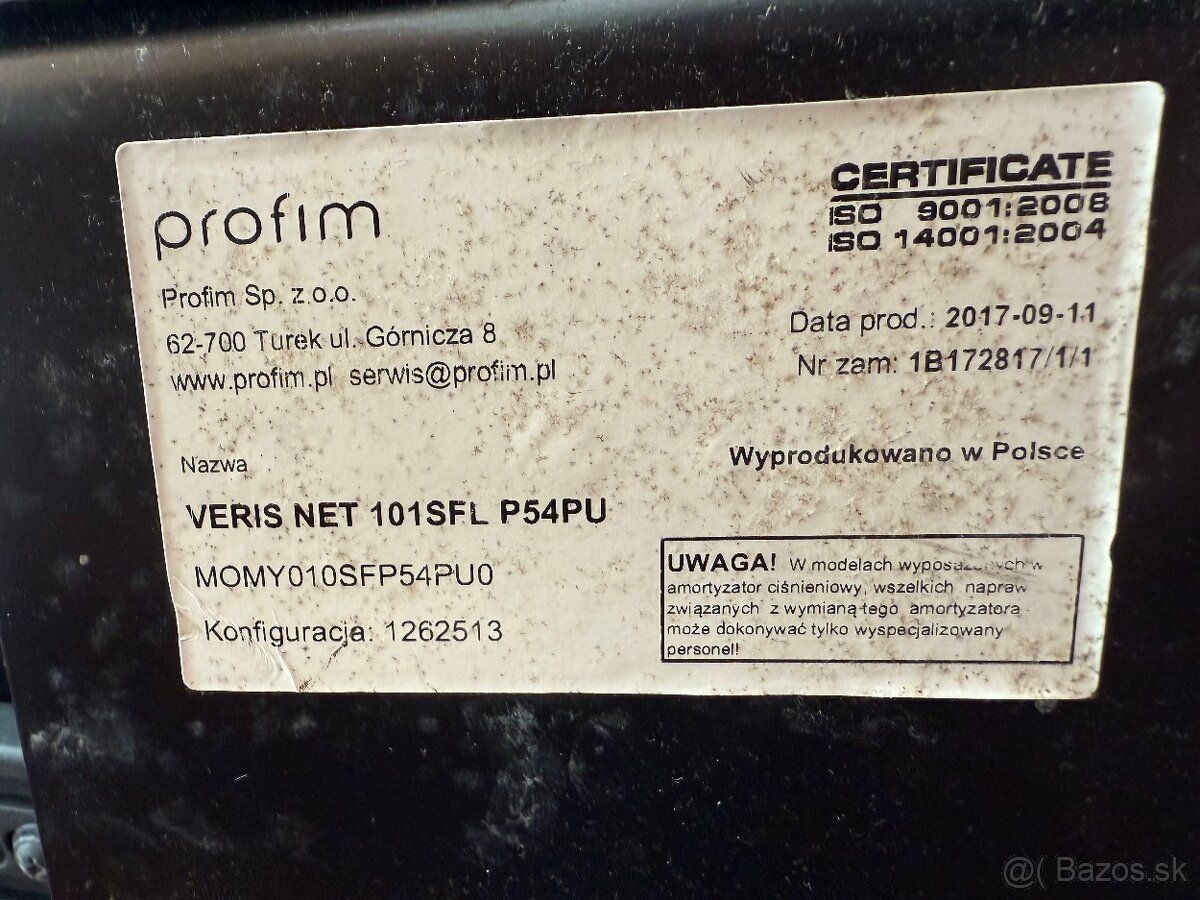 profim
CERTIFICATE
ISO 9001:2008
ISO 14001:2004
Profim Sp. z.o.o.
62-700 Turek ul. Górnicza 8
www.profim.pl serwis@profim.pl
Data prod.: 2017-09-11
Nr zam: 1B172817/1/1
Wyprodukowano w Polsce
Nazwa
VERIS NET 101SFL P54PU
MOMY010SFP54PU0
Konfiguracja: 1262513
UWAGA! W modelach wyposażonych w
amortyzator ciśnieniowy, wszelkich napraw
związanych z wymianą tego amortyzatora
może dokonywać tylko wyspecjalizowany
personel!
@( Bazos.sk